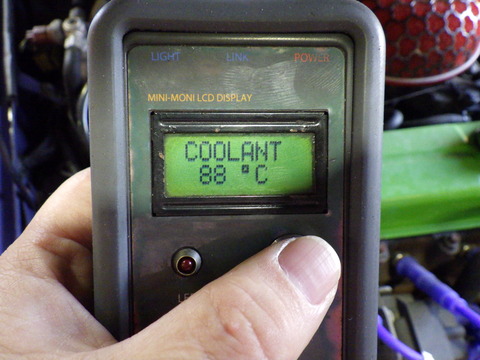 LIGHT LINK POWER
MINI-MONI LCD DISPLAY
COOLANT
88 °C